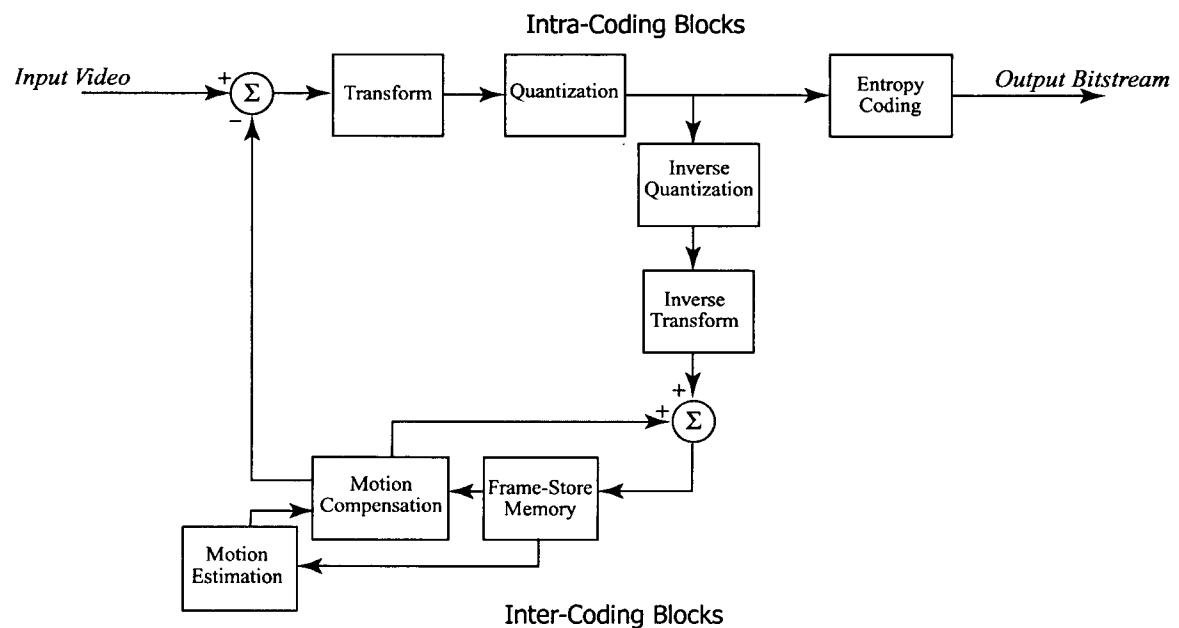 Intra-Coding Blocks
Input Video
+
Σ
−
Transform
Quantization
Entropy
Coding
Output Bitstream
Inverse
Quantization
Inverse
Transform
+
+
Σ
Motion
Compensation
Frame-Store
Memory
Motion
Estimation
Inter-Coding Blocks